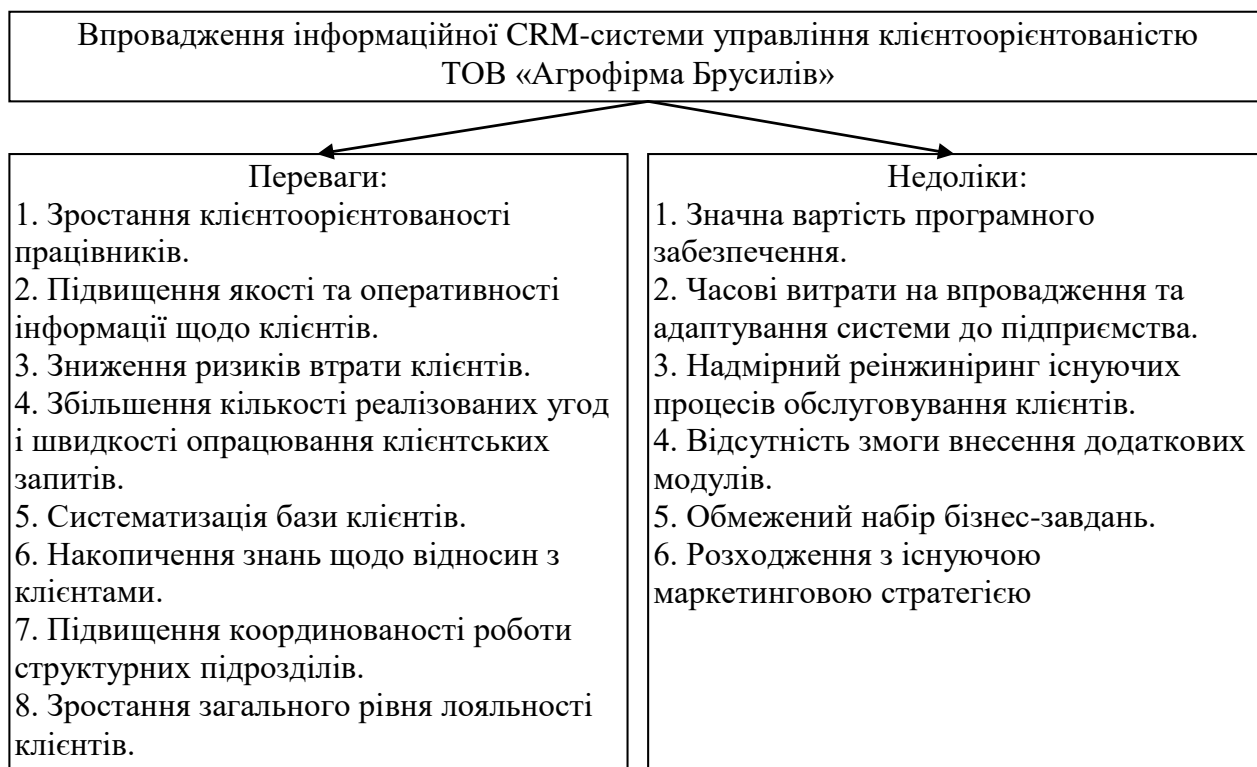 Впровадження інформаційної CRM-системи управління клієнтоорієнтованістю
ТОВ «Агрофірма Брусилів»
Переваги:
1. Зростання клієнтоорієнтованості
працівників.
2. Підвищення якості та оперативності
інформації щодо клієнтів.
3. Зниження ризиків втрати клієнтів.
4. Збільшення кількості реалізованих угод
і швидкості опрацювання клієнтських
запитів.
5. Систематизація бази клієнтів.
6. Накопичення знань щодо відносин з
клієнтами.
7. Підвищення координованості роботи
структурних підрозділів.
8. Зростання загального рівня лояльності
клієнтів.
Недоліки:
1. Значна вартість програмного
забезпечення.
2. Часові витрати на впровадження та
адаптування системи до підприємства.
3. Надмірний реінжиніринг існуючих
процесів обслуговування клієнтів.
4. Відсутність змоги внесення додаткових
модулів.
5. Обмежений набір бізнес-завдань.
6. Розходження з існуючою
маркетинговою стратегією